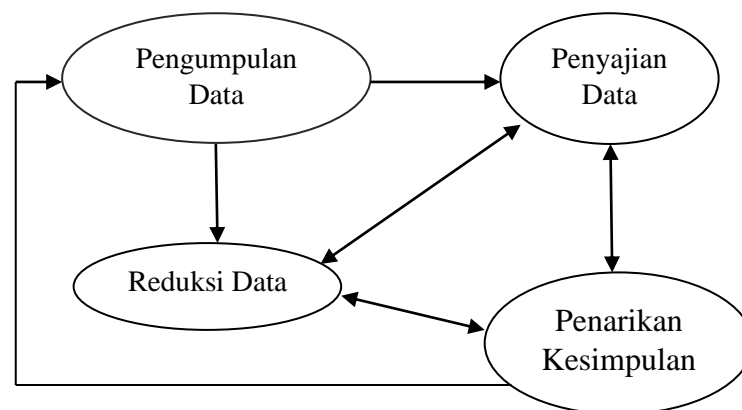 Pengumpulan
Data
Penyajian
Data
Reduksi Data
Penarikan
Kesimpulan